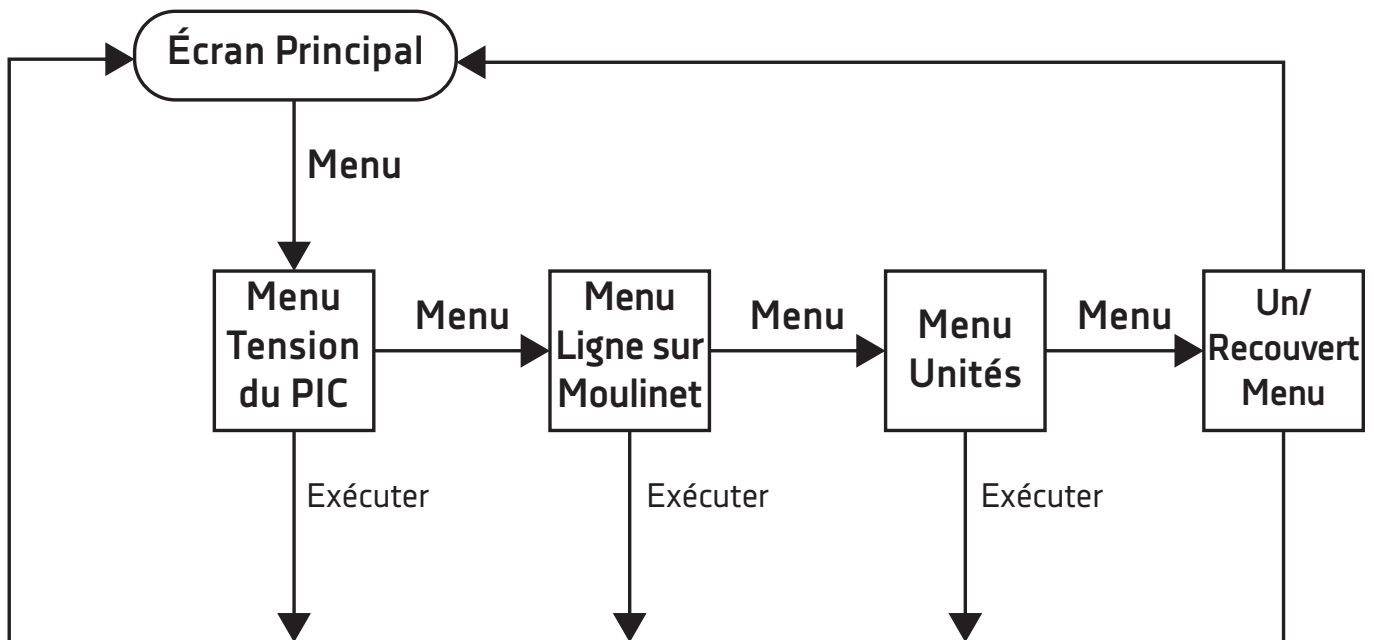 Écran Principal
Menu
Menu
Tension
du PIC
Menu
Menu
Ligne sur
Moulinet
Menu
Menu
Unités
Menu
Un/
Recouvert
Menu
Exécuter
Exécuter
Exécuter